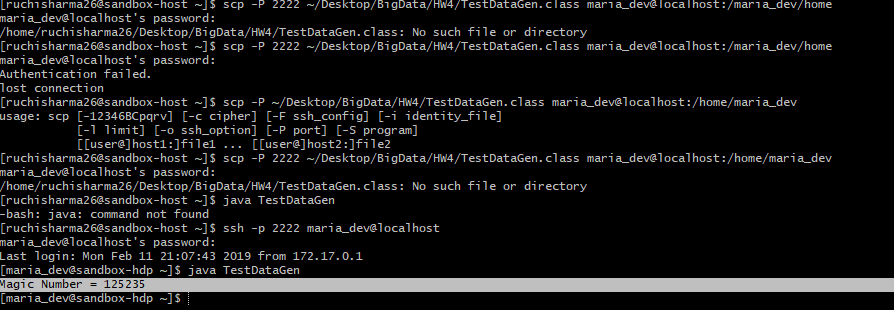 [ruchisharma26@sandbox-host ~]$ scp -P 2222 ~/Desktop/BigData/HW4/TestDataGen.class maria_dev@localhost:/maria_dev/home
maria_dev@localhost's password:
/home/ruchisharma26/Desktop/BigData/HW4/TestDataGen.class: No such file or directory
[ruchisharma26@sandbox-host ~]$ scp -P 2222 ~/Desktop/BigData/HW4/TestDataGen.class maria_dev@localhost:/maria_dev/home
maria_dev@localhost's password:
Authentication failed.
lost connection
[ruchisharma26@sandbox-host ~]$ scp -P ~/Desktop/BigData/HW4/TestDataGen.class maria_dev@localhost:/home/maria_dev
usage: scp [-12346BCpqrv] [-c cipher] [-F ssh_config] [-i identity_file]
[-l limit] [-o ssh_option] [-P port] [-S program]
[[user@]host1:]file1 ... [[user@]host2:]file2
[ruchisharma26@sandbox-host ~]$ scp -P 2222 ~/Desktop/BigData/HW4/TestDataGen.class maria_dev@localhost:/home/maria_dev
maria_dev@localhost's password:
/home/ruchisharma26/Desktop/BigData/HW4/TestDataGen.class: No such file or directory
[ruchisharma26@sandbox-host ~]$ java TestDataGen
-bash: java: command not found
[ruchisharma26@sandbox-host ~]$ ssh -p 2222 maria_dev@localhost
maria_dev@localhost's password:
Last login: Mon Feb 11 21:07:43 2019 from 172.17.0.1
[maria_dev@sandbox-hdp ~]$ java TestDataGen
Magic Number = 125235
[maria_dev@sandbox-hdp ~]$